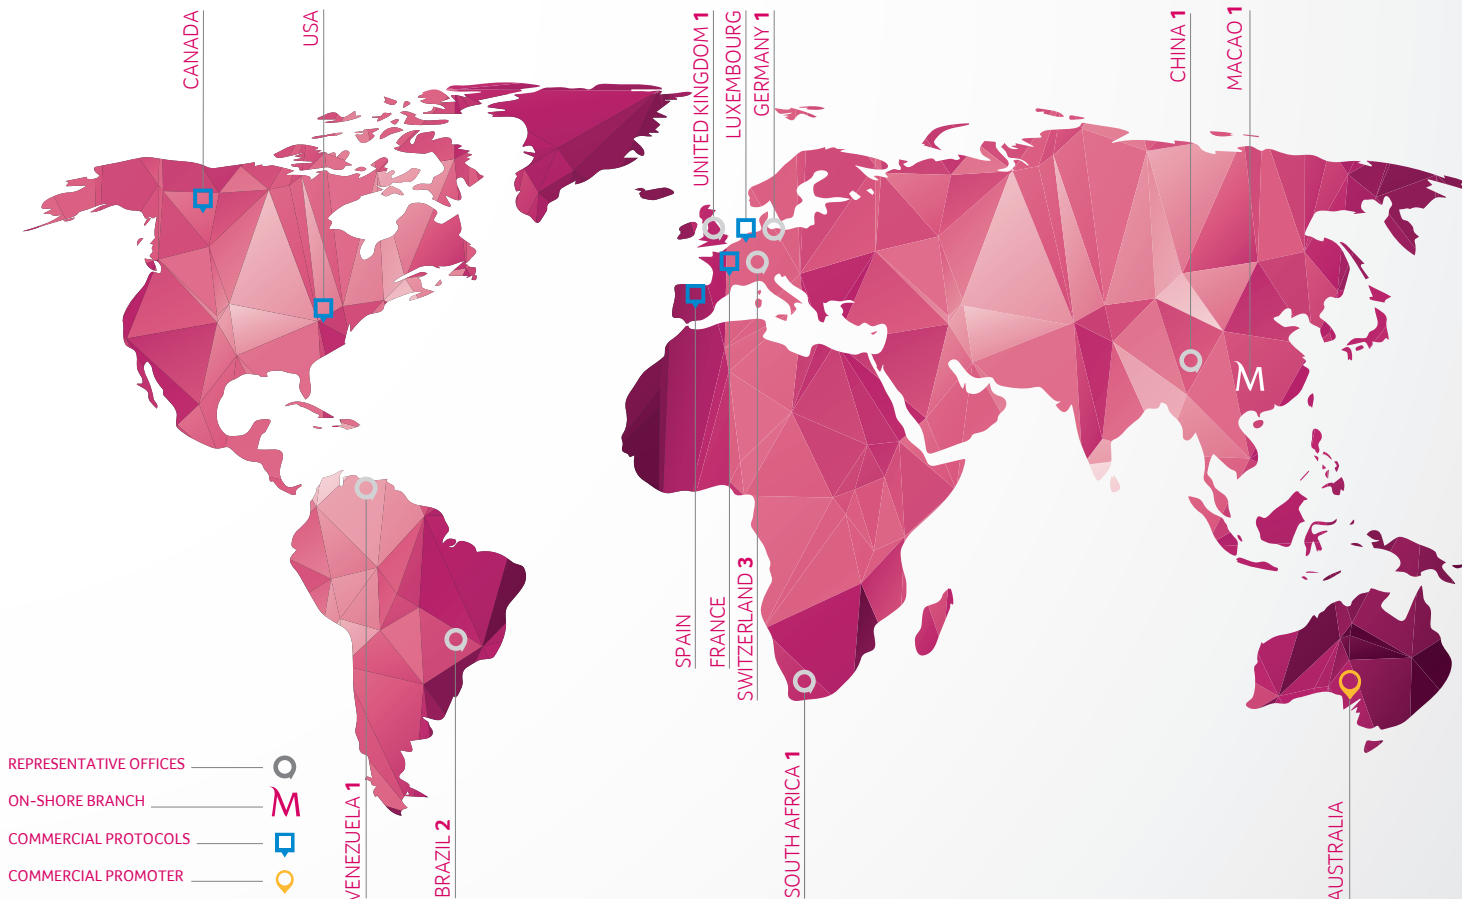 CANADA
USA
UNITED KINGDOM 1
LUXEMBOURG
GERMANY 1
CHINA 1
MACAO 1
M
SPAIN
FRANCE
SWITZERLAND 3
REPRESENTATIVE OFFICES
ON-SHORE BRANCH
M
COMMERCIAL PROTOCOLS
COMMERCIAL PROMOTER
VENEZUELA 1
BRAZIL 2
SOUTH AFRICA 1
AUSTRALIA